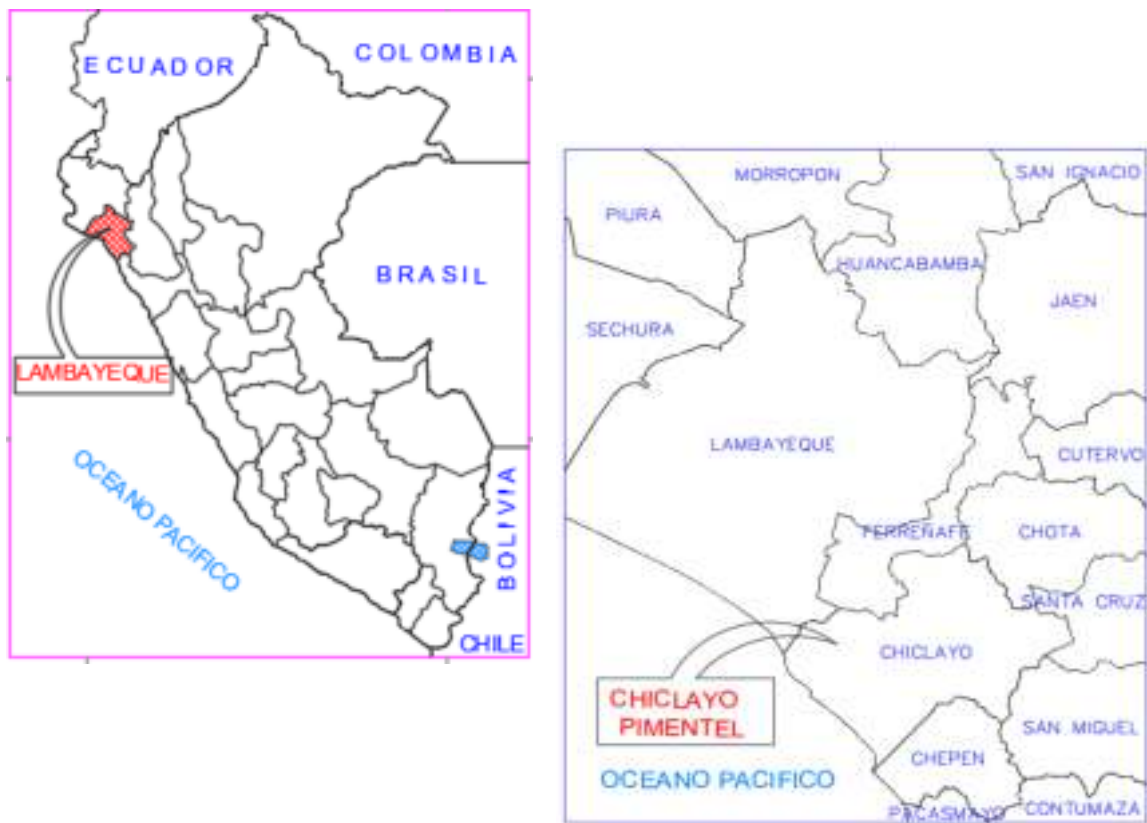 COLOMBIA
ECUADOR
BRASIL
LAMBAYEQUE
OCEANO PACIFICO
BOLIVIA
CHILE
MORROPON
SAN IGNACIO
PIURA
HUANCABAMBA
JAEN
SECHURA
LAMBAYEQUE
CUTERVO
FERREÑAFE
CHOTA
SANTA CRUZ
CHICLAYO
CHICLAYO
PIMENTEL
SAN MIGUEL
CHEPEN
OCEANO PACIFICO
PACASMAYO
CONTUMAZA